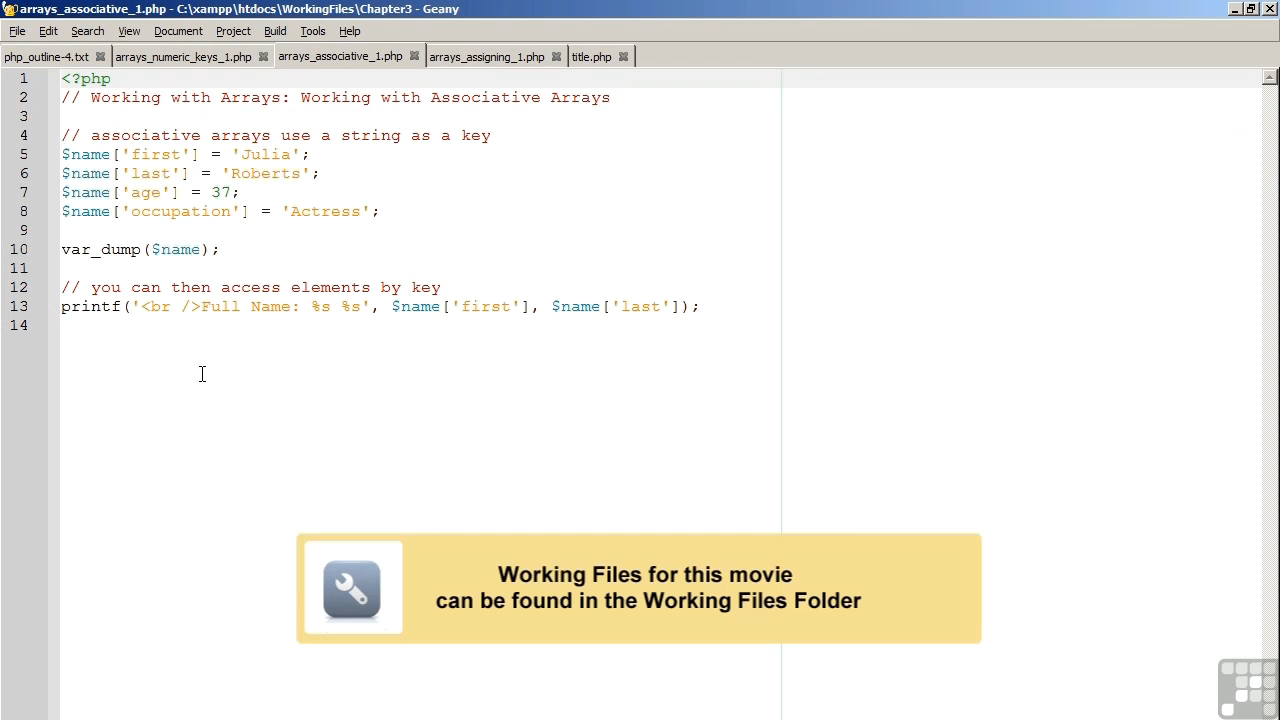 arrays_associative_1.php - C:\xampp\htdocs\WorkingFiles\Chapter3 - Geany
File Edit Search View Document Project Build Tools Help
php_outline-4.txt arrays_numeric_keys_1.php arrays_associative_1.php arrays_assigning_1.php title.php
1 <?php
2 // Working with Arrays: Working with Associative Arrays
3
4 // associative arrays use a string as a key
5 $name['first'] = 'Julia';
6 $name['last'] = 'Roberts';
7 $name['age'] = 37;
8 $name['occupation'] = 'Actress';
9
10 var_dump($name);
11
12 // you can then access elements by key
13 printf('<br />Full Name: %s %s', $name['first'], $name['last']);
14
Working Files for this movie
can be found in the Working Files Folder